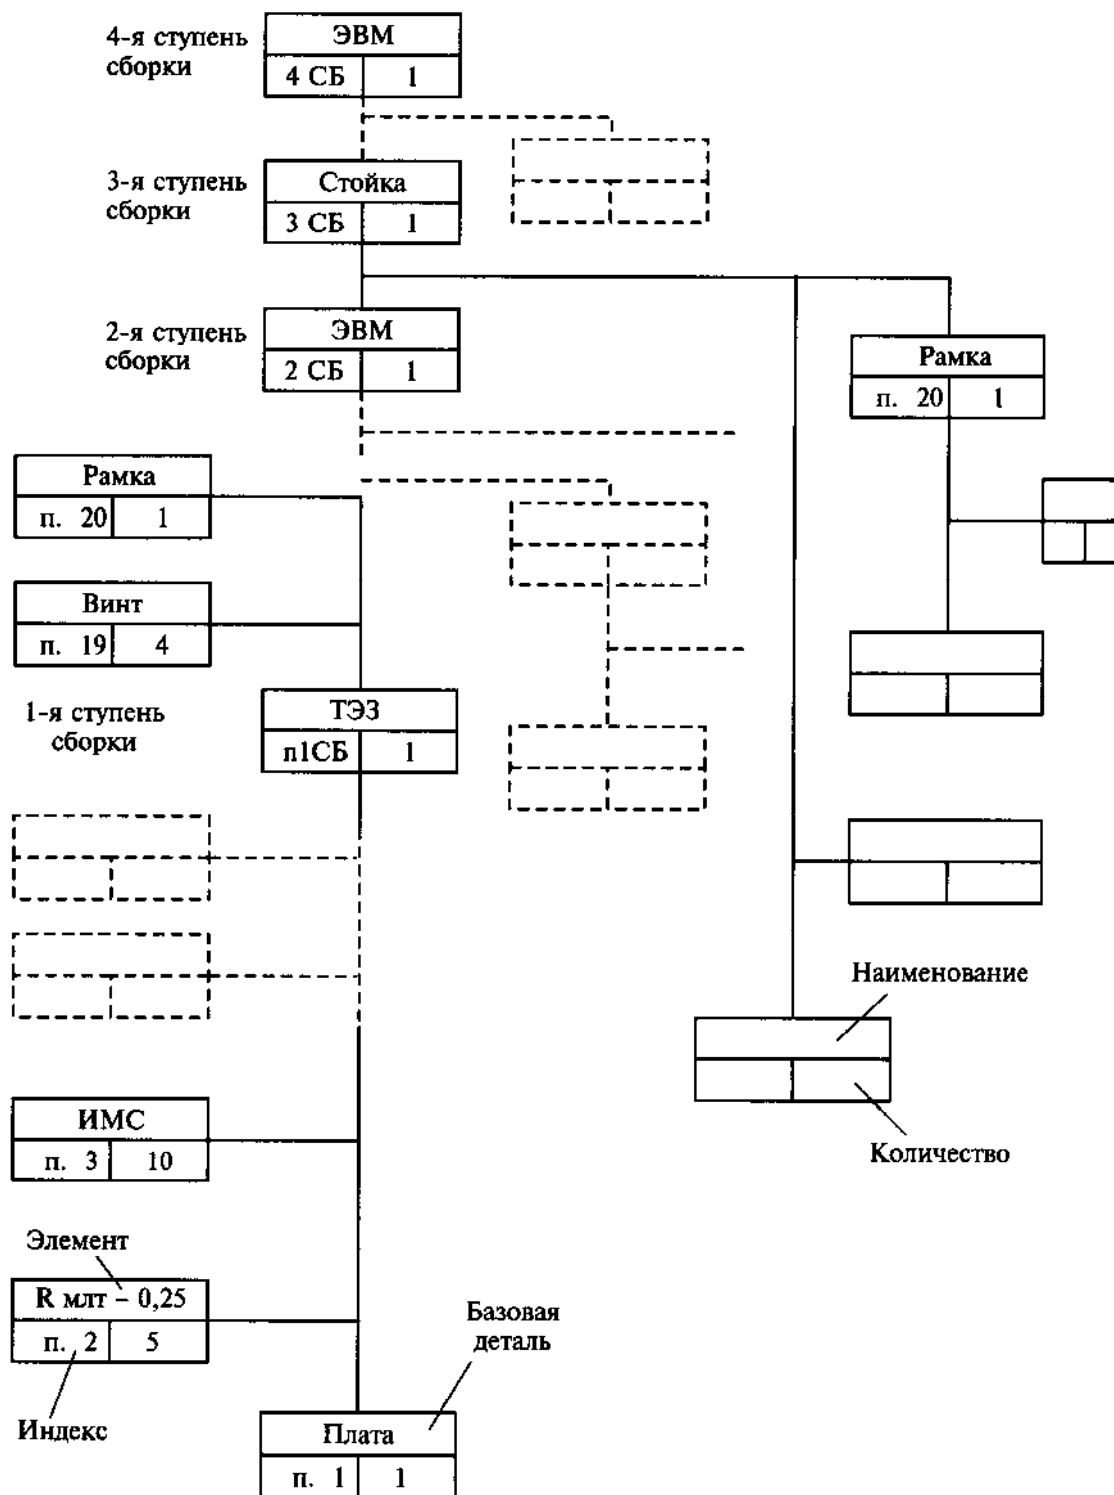 4-я ступень
сборки
ЭВМ
4 СБ 1
3-я ступень
сборки
Стойка
3 СБ 1
2-я ступень
сборки
ЭВМ
2 СБ 1
Рамка
п. 20 1
Рамка
п. 20 1
Винт
п. 19 4
1-я ступень
сборки
ТЭЗ
п1СБ 1
Наименование
Количество
ИМС
п. 3 10
Элемент
R млт – 0,25
п. 2 5
Индекс
Базовая
деталь
Плата
п. 1 1